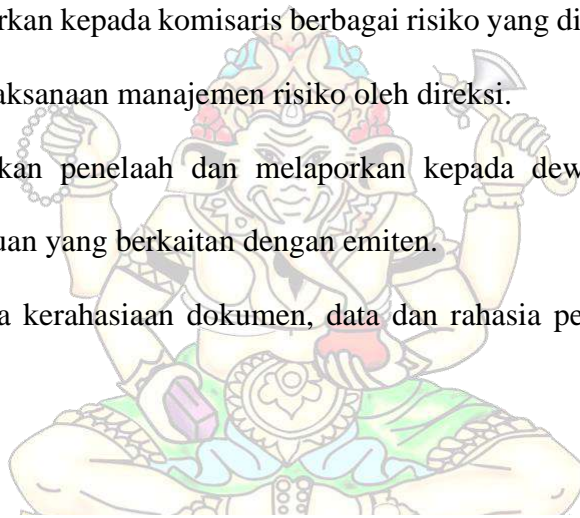 rkan kepada komisaris berbagai risiko yang di
aksanaan manajemen risiko oleh direksi.
kan penelaah dan melaporkan kepada dew
uan yang berkaitan dengan emiten.
a kerahasiaan dokumen, data dan rahasia pe